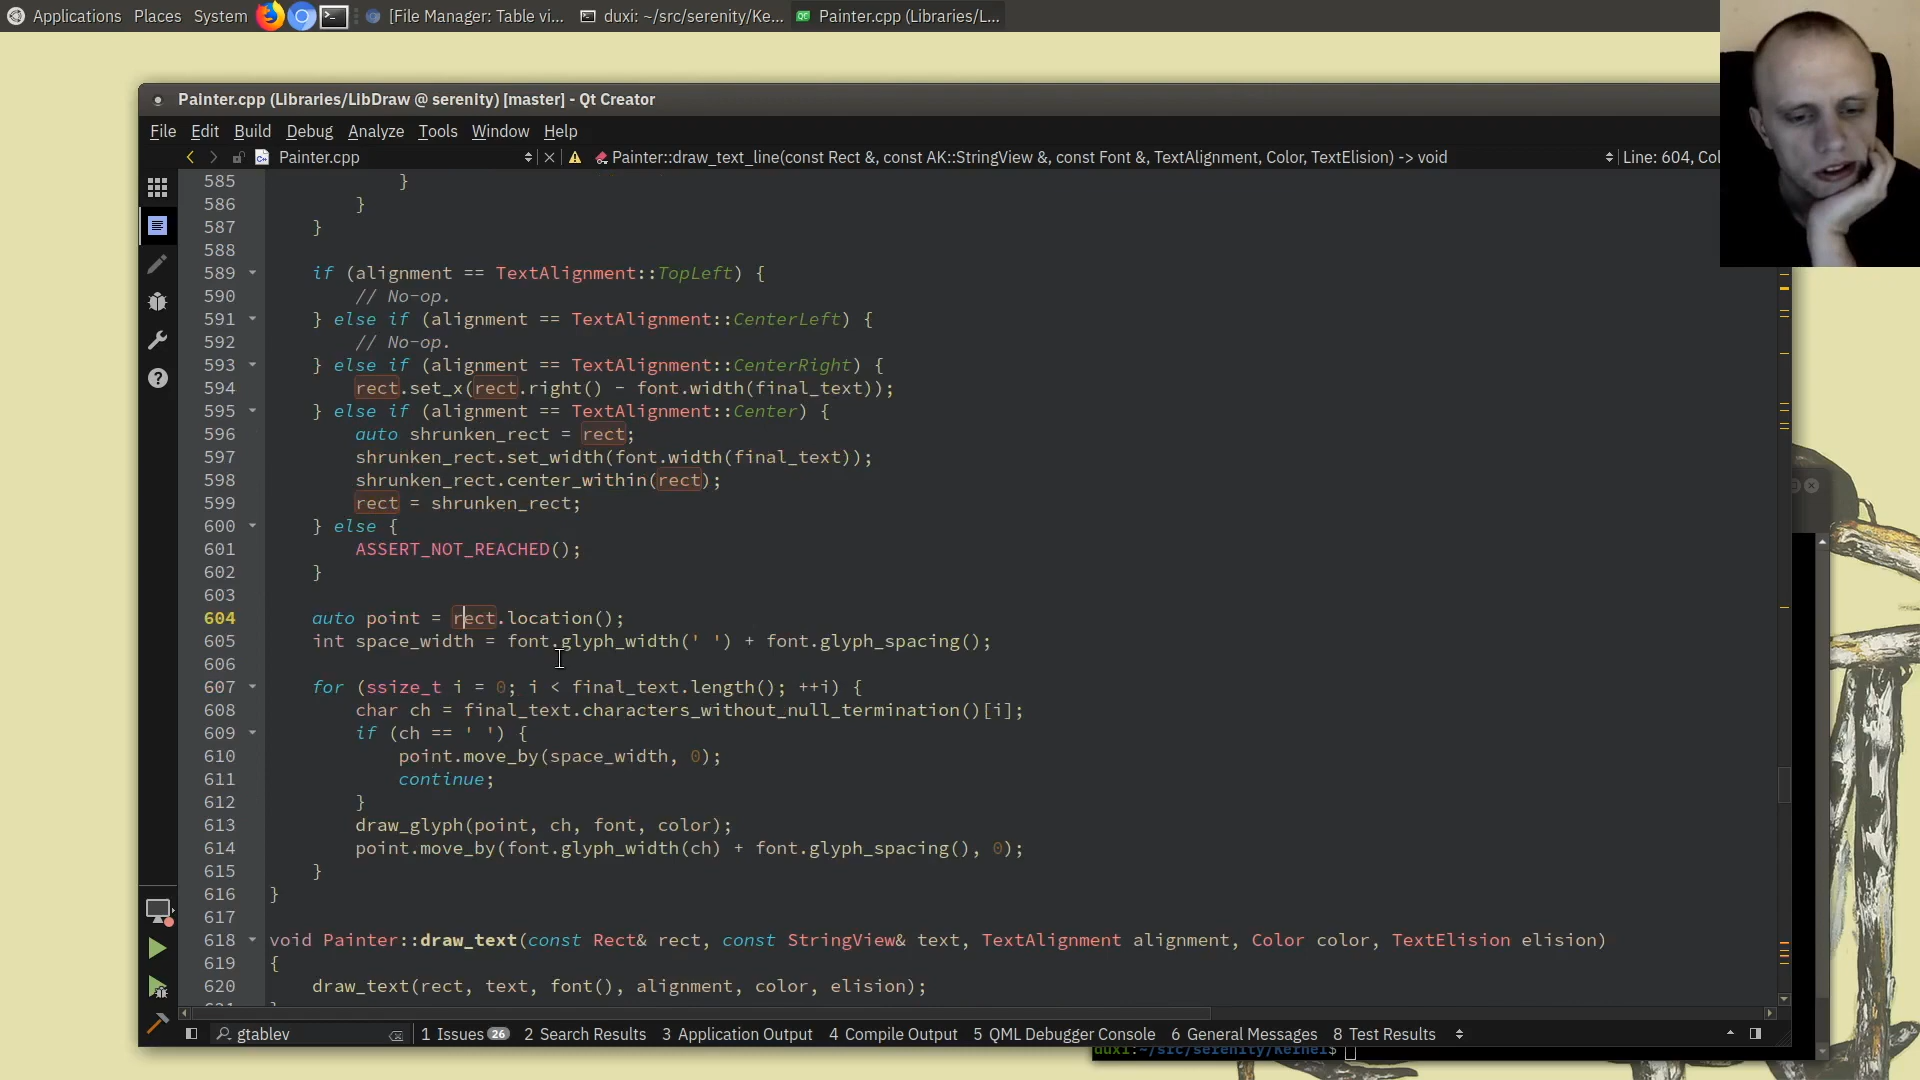 Applications Places System [File Manager: Table vi... duxi: ~/src/serenity/Ke... Painter.cpp (Libraries/L...
Painter.cpp (Libraries/LibDraw @ serenity) [master] - Qt Creator
File Edit Build Debug Analyze Tools Window Help
Painter.cpp Painter::draw_text_line(const Rect &, const AK::StringView &, const Font &, TextAlignment, Color, TextElision) -> void Line: 604, Col
585 }
586 }
587 }
588
589 if (alignment == TextAlignment::TopLeft) {
590 // No-op.
591 } else if (alignment == TextAlignment::CenterLeft) {
592 // No-op.
593 } else if (alignment == TextAlignment::CenterRight) {
594 rect.set_x(rect.right() - font.width(final_text));
595 } else if (alignment == TextAlignment::Center) {
596 auto shrunken_rect = rect;
597 shrunken_rect.set_width(font.width(final_text));
598 shrunken_rect.center_within(rect);
599 rect = shrunken_rect;
600 } else {
601 ASSERT_NOT_REACHED();
602 }
603
604 auto point = rect.location();
605 int space_width = font.glyph_width(' ') + font.glyph_spacing();
606
607 for (ssize_t i = 0; i < final_text.length(); ++i) {
608 char ch = final_text.characters_without_null_termination()[i];
609 if (ch == ' ') {
610 point.move_by(space_width, 0);
611 continue;
612 }
613 draw_glyph(point, ch, font, color);
614 point.move_by(font.glyph_width(ch) + font.glyph_spacing(), 0);
615 }
616 }
617
618 void Painter::draw_text(const Rect& rect, const StringView& text, TextAlignment alignment, Color color, TextElision elision)
619 {
620 draw_text(rect, text, font(), alignment, color, elision);
gtablev 1 Issues 26 2 Search Results 3 Application Output 4 Compile Output 5 QML Debugger Console 6 General Messages 8 Test Results
duxi:~/src/serenity/Kernel$